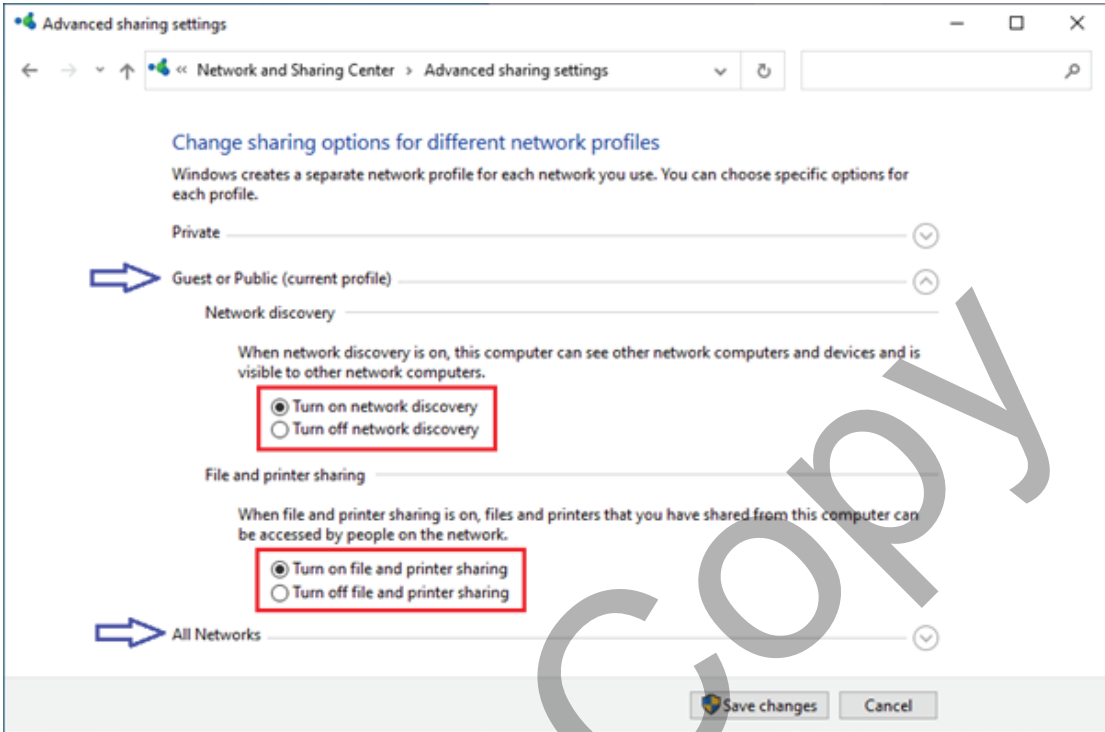 Advanced sharing settings
« Network and Sharing Center › Advanced sharing settings
Change sharing options for different network profiles
Windows creates a separate network profile for each network you use. You can choose specific options for
each profile.
Private
Guest or Public (current profile)
Network discovery
When network discovery is on, this computer can see other network computers and devices and is
visible to other network computers.
Turn on network discovery
Turn off network discovery
File and printer sharing
When file and printer sharing is on, files and printers that you have shared from this computer can
be accessed by people on the network.
Turn on file and printer sharing
Turn off file and printer sharing
All Networks
Save changes Cancel
Copy